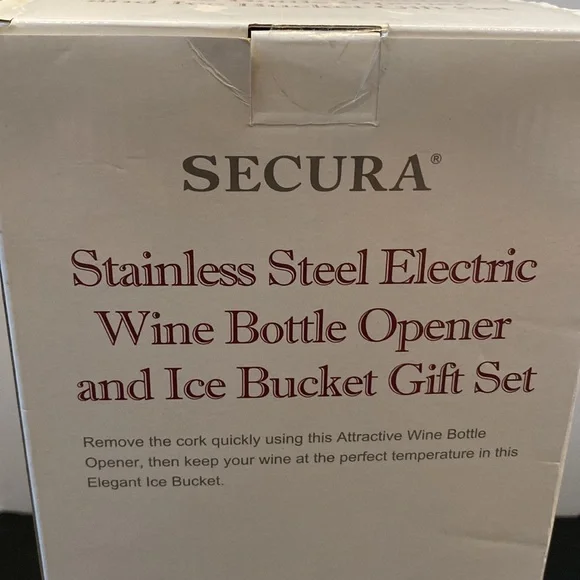 SECURA®
Stainless Steel Electric
Wine Bottle Opener
and Ice Bucket Gift Set
Remove the cork quickly using this Attractive Wine Bottle
Opener, then keep your wine at the perfect temperature in this
Elegant Ice Bucket.